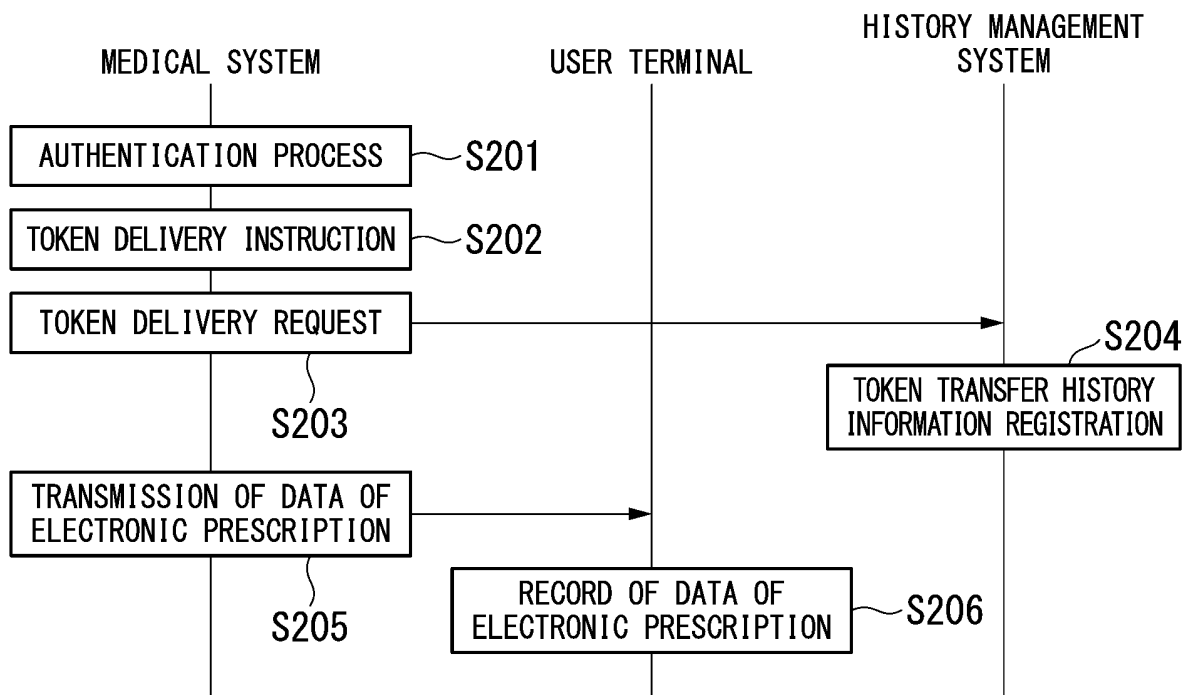 MEDICAL SYSTEM
USER TERMINAL
HISTORY MANAGEMENT
SYSTEM
AUTHENTICATION PROCESS
S201
TOKEN DELIVERY INSTRUCTION
S202
TOKEN DELIVERY REQUEST
S203
S204
TOKEN TRANSFER HISTORY
INFORMATION REGISTRATION
TRANSMISSION OF DATA OF
ELECTRONIC PRESCRIPTION
S205
RECORD OF DATA OF
ELECTRONIC PRESCRIPTION
S206